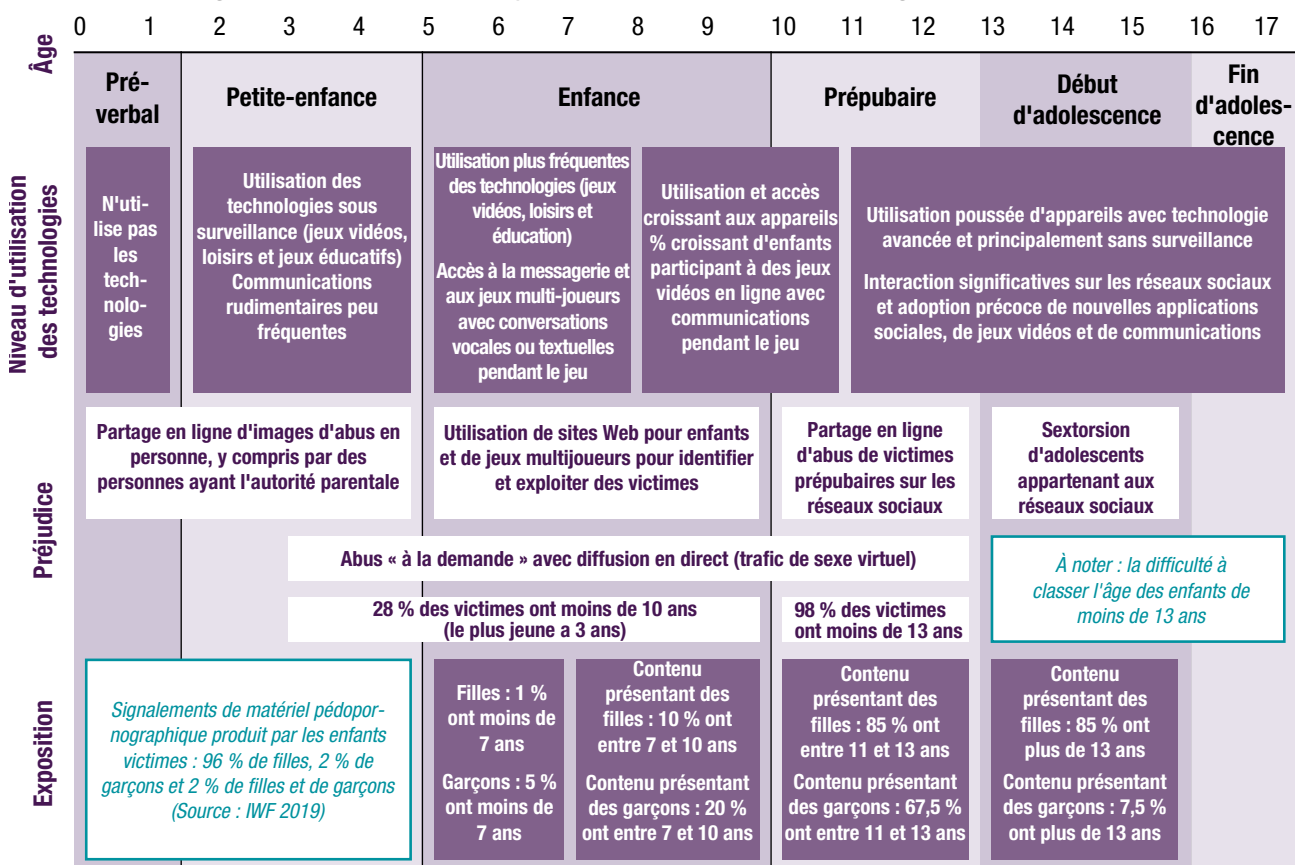 Âge
0 1 2 3 4 5 6 7 8 9 10 11 12 13 14 15 16 17
Pré-
verbal
Petite-enfance
Enfance
Prépubaire
Début
d'adolescence
Fin
d'adoles-
cence
Niveau d'utilisation
des technologies
N'uti-
lise pas
les
tech-
nolo-
gies
Utilisation des
technologies sous
surveillance (jeux vidéos,
loisirs et jeux éducatifs)
Communications
rudimentaires peu
fréquentes
Utilisation plus fréquentes
des technologies (jeux
vidéos, loisirs et
éducation)
Accès à la messagerie et
aux jeux multi-joueurs
avec conversations
vocales ou textuelles
pendant le jeu
Utilisation et accès
croissant aux appareils
% croissant d'enfants
participant à des jeux
vidéos en ligne avec
communications
pendant le jeu
Utilisation poussée d'appareils avec technologie
avancée et principalement sans surveillance
Interaction significatives sur les réseaux sociaux
et adoption précoce de nouvelles applications
sociales, de jeux vidéos et de communications
Préjudice
Partage en ligne d'images d'abus en
personne, y compris par des
personnes ayant l'autorité parentale
Utilisation de sites Web pour enfants
et de jeux multijoueurs pour identifier
et exploiter des victimes
Partage en ligne
d'abus de victimes
prépubaires sur les
réseaux sociaux
Sextorsion
d'adolescents
appartenant aux
réseaux sociaux
Abus « à la demande » avec diffusion en direct (trafic de sexe virtuel)
À noter : la difficulté à
classer l'âge des enfants de
moins de 13 ans
28 % des victimes ont moins de 10 ans
(le plus jeune a 3 ans)
98 % des victimes
ont moins de 13 ans
Exposition
Signalements de matériel pédopor-
nographique produit par les enfants
victimes : 96 % de filles, 2 % de
garçons et 2 % de filles et de garçons
(Source : IWF 2019)
Filles : 1 %
ont moins de
7 ans
Garçons : 5 %
ont moins de
7 ans
Contenu
présentant des
filles : 10 % ont
entre 7 et 10 ans
Contenu présentant
des garçons : 20 %
ont entre 7 et 10 ans
Contenu
présentant des
filles : 85 % ont
entre 11 et 13 ans
Contenu présentant
des garçons : 67,5 %
ont entre 11 et 13 ans
Contenu
présentant des
filles : 85 % ont
plus de 13 ans
Contenu présentant
des garçons : 7,5 %
ont plus de 13 ans